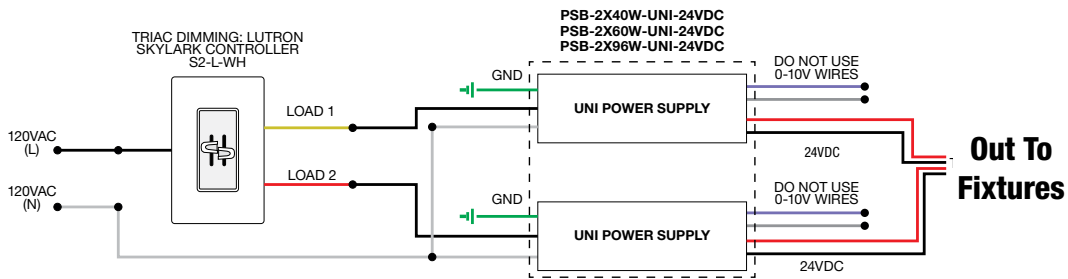 PSB-2X40W-UNI-24VDC
PSB-2X60W-UNI-24VDC
PSB-2X96W-UNI-24VDC
TRIAC DIMMING: LUTRON
SKYLARK CONTROLLER
S2-L-WH
DO NOT USE
0-10V WIRES
GND
UNI POWER SUPPLY
LOAD 1
120VAC
(L)
24VDC
Out To
Fixtures
LOAD 2
120VAC
(N)
DO NOT USE
0-10V WIRES
GND
UNI POWER SUPPLY
24VDC